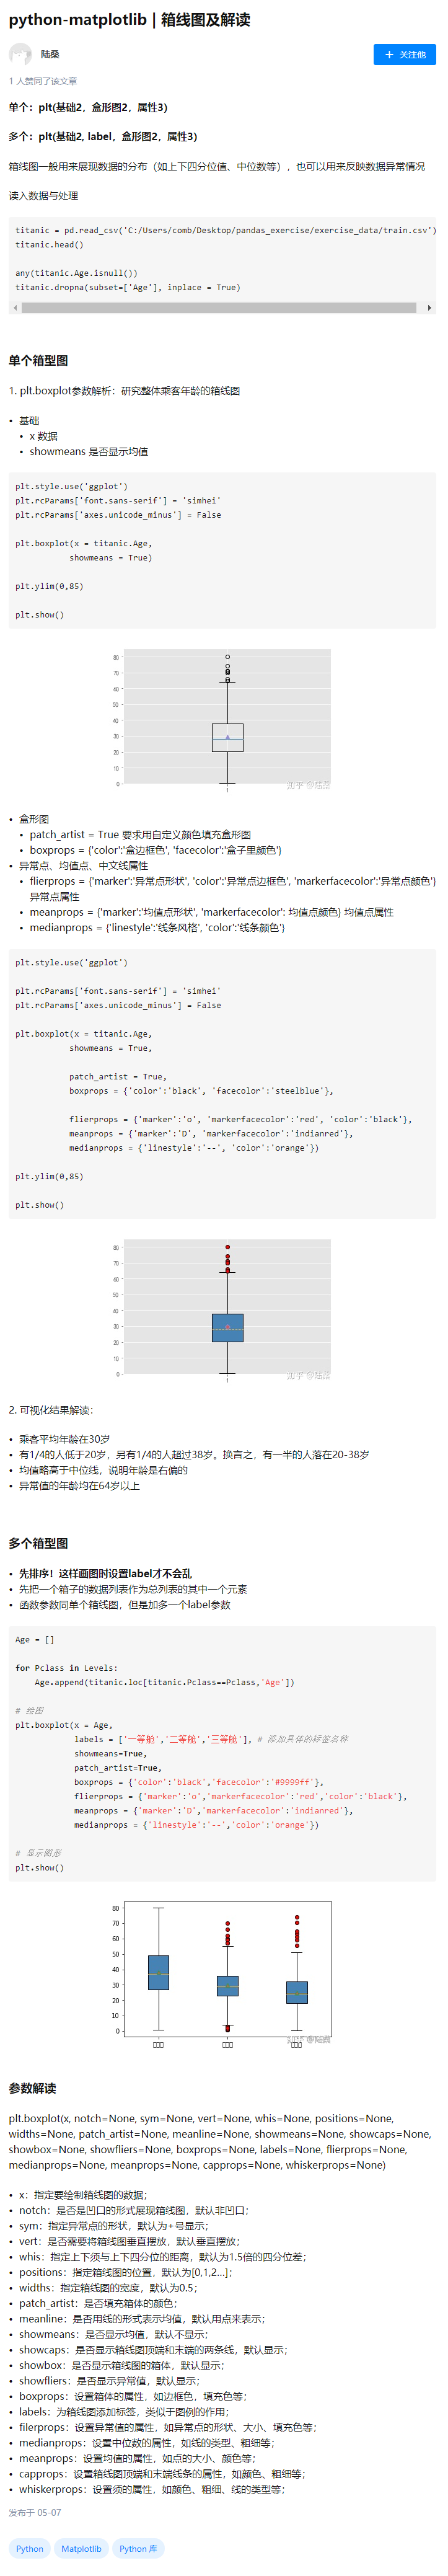 python-matplotlib | 箱线图及解读
陆桑
+ 关注他
1 人赞同了该文章
单个：plt(基础2，盒形图2，属性3)
多个：plt(基础2, label，盒形图2，属性3)
箱线图一般用来展现数据的分布（如上下四分位值、中位数等），也可以用来反映数据异常情况
读入数据与处理
titanic = pd.read_csv('C:/Users/comb/Desktop/pandas_exercise/exercise_data/train.csv')
titanic.head()
any(titanic.Age.isnull())
titanic.dropna(subset=['Age'], inplace = True)
单个箱型图
1. plt.boxplot参数解析：研究整体乘客年龄的箱线图
• 基础
• x 数据
• showmeans 是否显示均值
plt.style.use('ggplot')
plt.rcParams['font.sans-serif'] = 'simhei'
plt.rcParams['axes.unicode_minus'] = False
plt.boxplot(x = titanic.Age,
showmeans = True)
plt.ylim(0,85)
plt.show()
80
70
60
50
40
30
20
10
0
1
知乎 @陆桑
• 盒形图
• patch_artist = True 要求用自定义颜色填充盒形图
• boxprops = {'color':'盒边框色', 'facecolor':'盒子里颜色'}
• 异常点、均值点、中文线属性
• flierprops = {'marker':'异常点形状', 'color':'异常点边框色', 'markerfacecolor':'异常点颜色'}
异常点属性
• meanprops = {'marker':'均值点形状', 'markerfacecolor': 均值点颜色} 均值点属性
• medianprops = {'linestyle':'线条风格', 'color':'线条颜色'}
plt.style.use('ggplot')
plt.rcParams['font.sans-serif'] = 'simhei'
plt.rcParams['axes.unicode_minus'] = False
plt.boxplot(x = titanic.Age,
showmeans = True,
patch_artist = True,
boxprops = {'color':'black', 'facecolor':'steelblue'},
flierprops = {'marker':'o', 'markerfacecolor':'red', 'color':'black'},
meanprops = {'marker':'D', 'markerfacecolor':'indianred'},
medianprops = {'linestyle':'--', 'color':'orange'})
plt.ylim(0,85)
plt.show()
80
70
60
50
40
30
20
10
0
1
知乎 @陆桑
2. 可视化结果解读：
• 乘客平均年龄在30岁
• 有1/4的人低于20岁，另有1/4的人超过38岁。换言之，有一半的人落在20-38岁
• 均值略高于中位线，说明年龄是右偏的
• 异常值的年龄均在64岁以上
多个箱型图
• 先排序！这样画图时设置label才不会乱
• 先把一个箱子的数据列表作为总列表的其中一个元素
• 函数参数同单个箱线图，但是加多一个label参数
Age = []
for Pclass in Levels:
Age.append(titanic.loc[titanic.Pclass==Pclass,'Age'])
# 绘图
plt.boxplot(x = Age,
labels = ['一等舱','二等舱','三等舱'], # 添加具体的标签名称
showmeans=True,
patch_artist=True,
boxprops = {'color':'black','facecolor':'#9999ff'},
flierprops = {'marker':'o','markerfacecolor':'red','color':'black'},
meanprops = {'marker':'D','markerfacecolor':'indianred'},
medianprops = {'linestyle':'--','color':'orange'})
# 显示图形
plt.show()
80
70
60
50
40
30
20
10
0
知乎 @陆桑
参数解读
plt.boxplot(x, notch=None, sym=None, vert=None, whis=None, positions=None,
widths=None, patch_artist=None, meanline=None, showmeans=None, showcaps=None,
showbox=None, showfliers=None, boxprops=None, labels=None, flierprops=None,
medianprops=None, meanprops=None, capprops=None, whiskerprops=None)
• x：指定要绘制箱线图的数据；
• notch：是否是凹口的形式展现箱线图，默认非凹口；
• sym：指定异常点的形状，默认为+号显示；
• vert：是否需要将箱线图垂直摆放，默认垂直摆放；
• whis：指定上下须与上下四分位的距离，默认为1.5倍的四分位差；
• positions：指定箱线图的位置，默认为[0,1,2...]；
• widths：指定箱线图的宽度，默认为0.5；
• patch_artist：是否填充箱体的颜色；
• meanline：是否用线的形式表示均值，默认用点来表示；
• showmeans：是否显示均值，默认不显示；
• showcaps：是否显示箱线图顶端和末端的两条线，默认显示；
• showbox：是否显示箱线图的箱体，默认显示；
• showfliers：是否显示异常值，默认显示；
• boxprops：设置箱体的属性，如边框色，填充色等；
• labels：为箱线图添加标签，类似于图例的作用；
• filerprops：设置异常值的属性，如异常点的形状、大小、填充色等；
• medianprops：设置中位数的属性，如线的类型、粗细等；
• meanprops：设置均值的属性，如点的大小、颜色等；
• capprops：设置箱线图顶端和末端线条的属性，如颜色、粗细等；
• whiskerprops：设置须的属性，如颜色、粗细、线的类型等；
发布于 05-07
Python
Matplotlib
Python 库